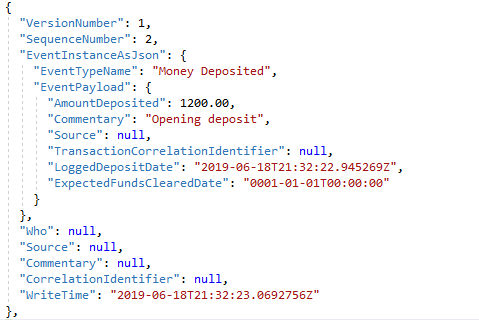 {
"VersionNumber": 1,
"SequenceNumber": 2,
"EventInstanceAsJson": {
"EventTypeName": "Money Deposited",
"EventPayload": {
"AmountDeposited": 1200.00,
"Commentary": "Opening deposit",
"Source": null,
"TransactionCorrelationIdentifier": null,
"LoggedDepositDate": "2019-06-18T21:32:22.945269Z",
"ExpectedFundsClearedDate": "0001-01-01T00:00:00"
}
},
"Who": null,
"Source": null,
"Commentary": null,
"CorrelationIdentifier": null,
"WriteTime": "2019-06-18T21:32:23.0692756Z"
},